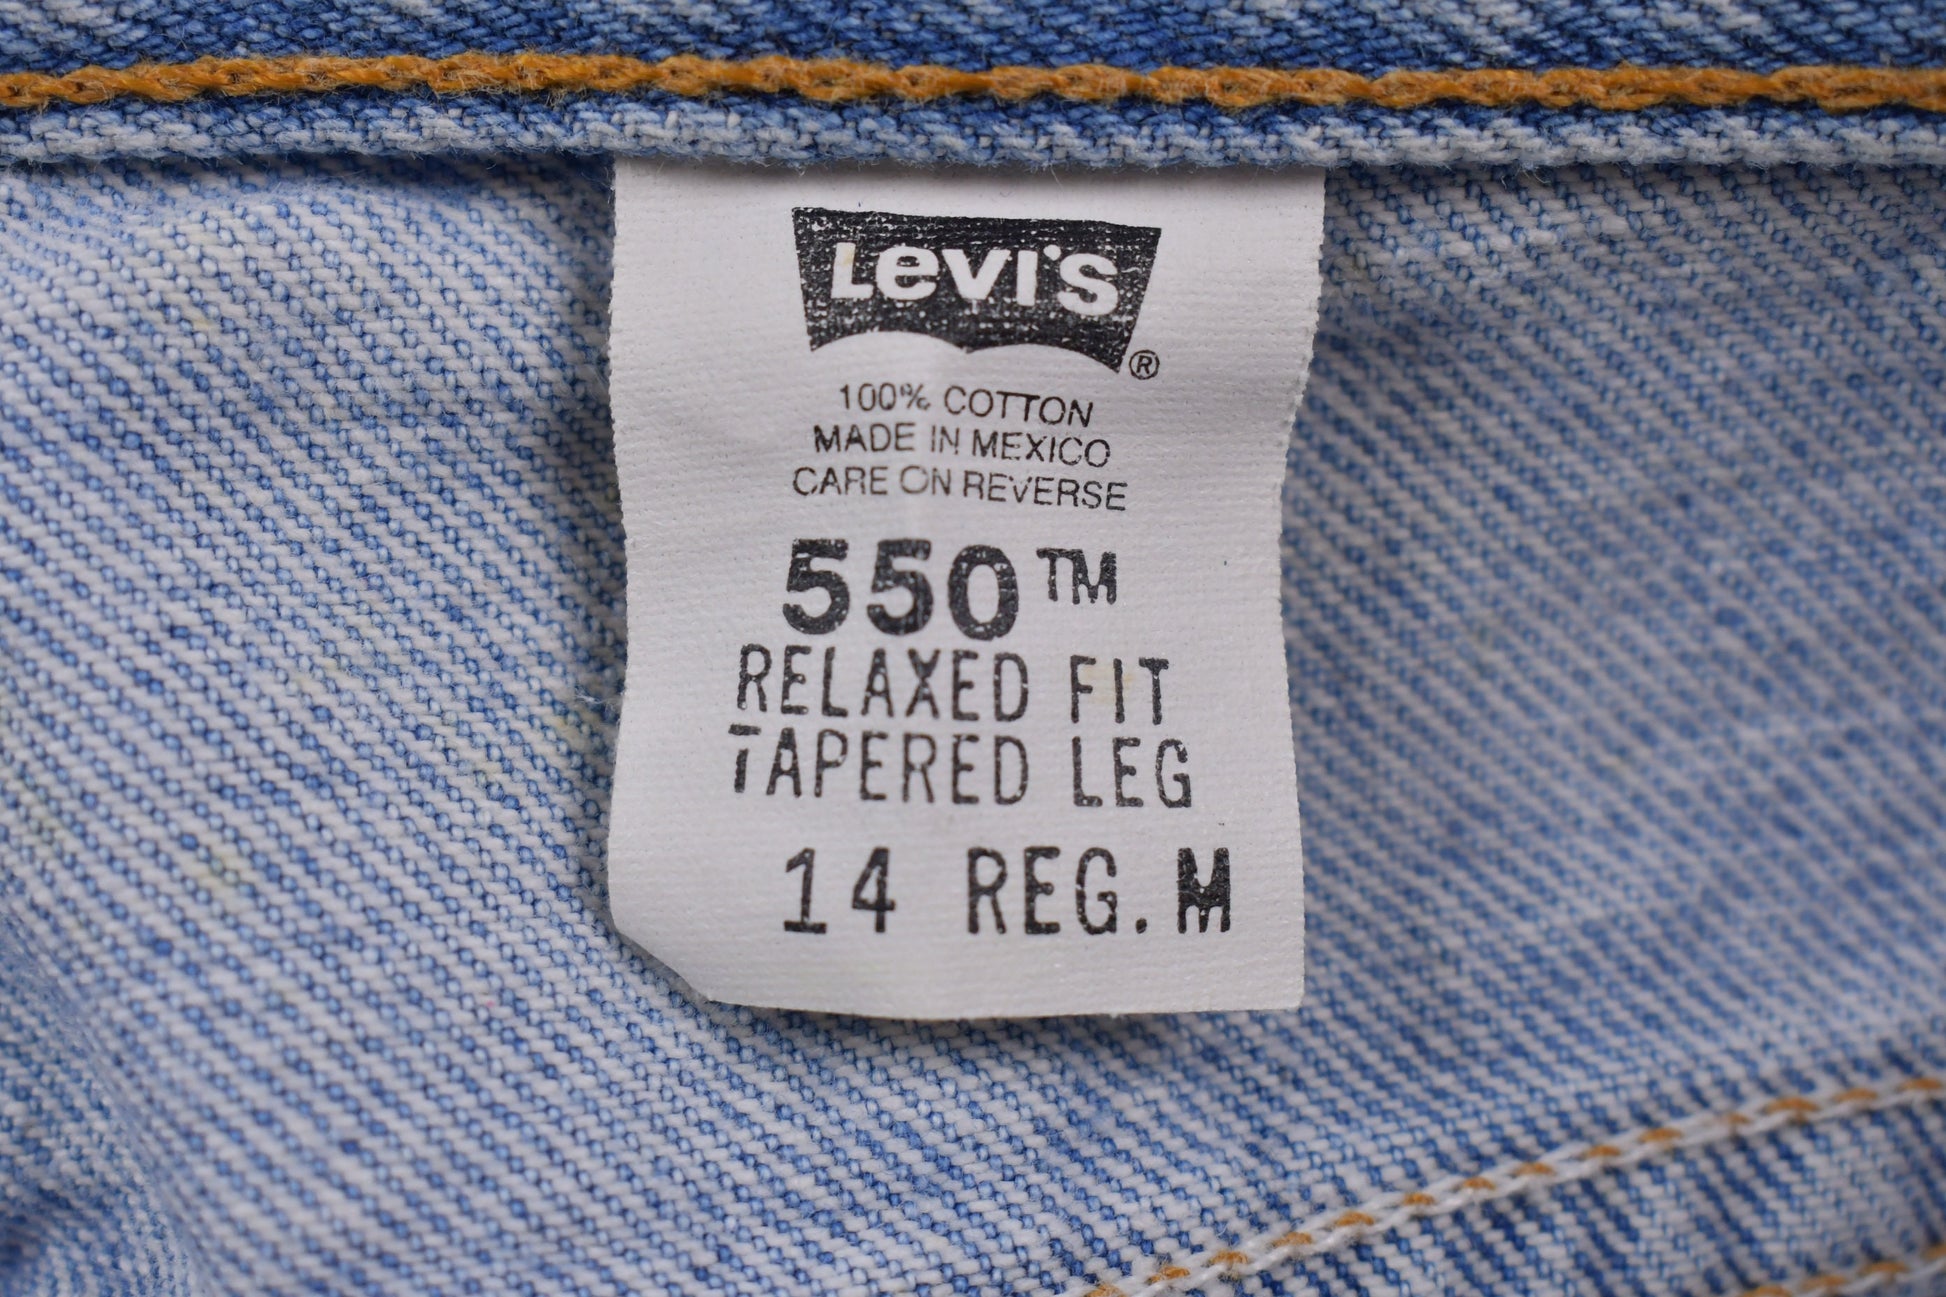 Levi's
®
100% COTTON
MADE IN MEXICO
CARE ON REVERSE
550™
RELAXED FIT
TAPERED LEG
14 REG. M